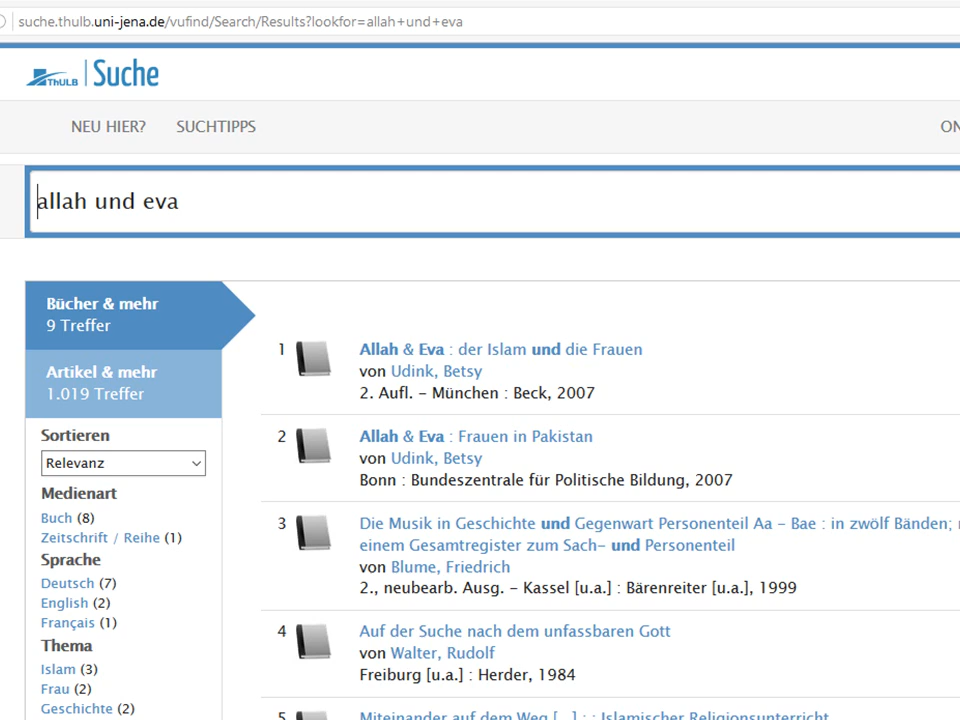 suche.thulb.uni-jena.de/vufind/Search/Results?lookfor=allah+und+eva
ThULB Suche
NEU HIER? SUCHTIPPS
allah und eva
Bücher & mehr
9 Treffer
Artikel & mehr
1.019 Treffer
Sortieren
Relevanz
Medienart
Buch (8)
Zeitschrift / Reihe (1)
Sprache
Deutsch (7)
English (2)
Français (1)
Thema
Islam (3)
Frau (2)
Geschichte (2)
1 Allah & Eva : der Islam und die Frauen
von Udink, Betsy
2. Aufl. - München : Beck, 2007
2 Allah & Eva : Frauen in Pakistan
von Udink, Betsy
Bonn : Bundeszentrale für Politische Bildung, 2007
3 Die Musik in Geschichte und Gegenwart Personenteil Aa - Bae : in zwölf Bänden;
einem Gesamtregister zum Sach- und Personenteil
von Blume, Friedrich
2., neubearb. Ausg. - Kassel [u.a.] : Bärenreiter [u.a.], 1999
4 Auf der Suche nach dem unfassbaren Gott
von Walter, Rudolf
Freiburg [u.a.] : Herder, 1984
5 Miteinander auf dem Weg [...] : : Islamischer Religionsunterricht